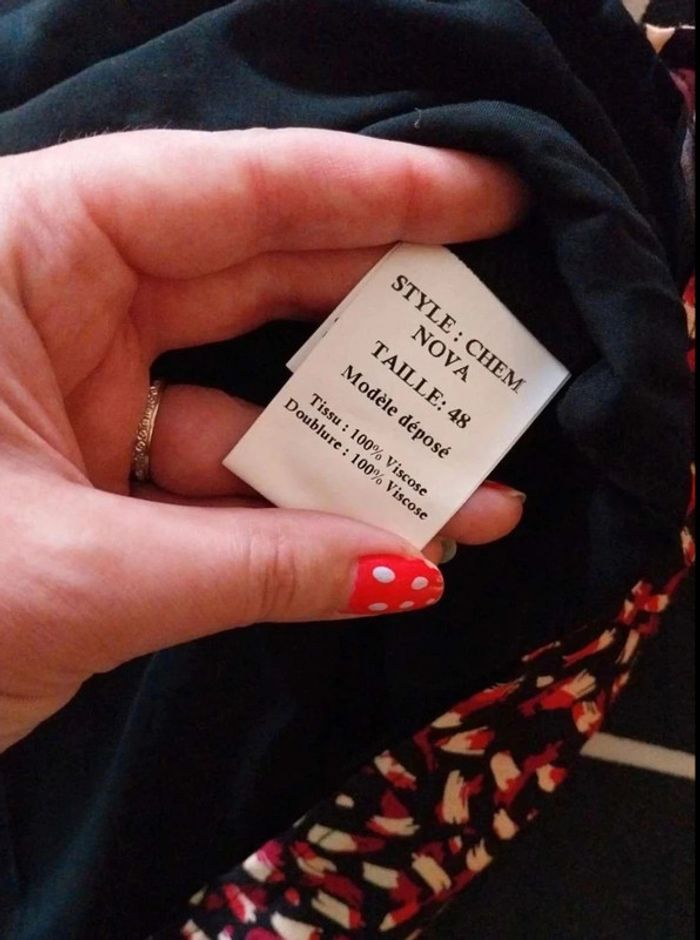 STYLE : CHEM
NOVA
TAILLE: 48
Modèle déposé
Tissu : 100% Viscose
Doublure : 100% Viscose